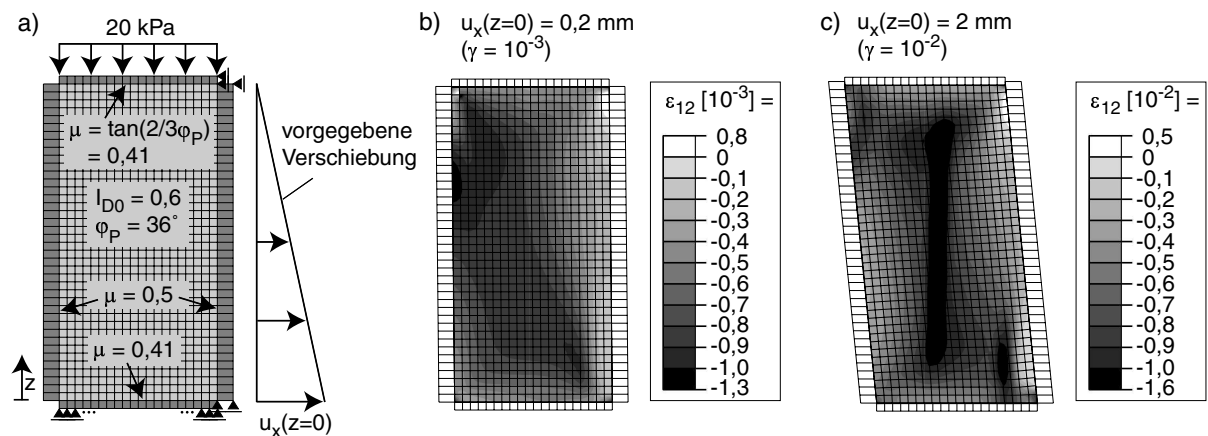 a)
20 kPa
μ = tan(2/3φP)
= 0,41
ID0 = 0,6
φP = 36°
μ = 0,5
μ = 0,41
z
...
...
vorgegebene
Verschiebung
ux(z=0)
b) ux(z=0) = 0,2 mm
(γ = 10-3)
ε12 [10-3] =
0,8
0
-0,1
-0,2
-0,3
-0,4
-0,5
-0,6
-0,7
-0,8
-0,9
-1,0
-1,3
c) ux(z=0) = 2 mm
(γ = 10-2)
ε12 [10-2] =
0,5
0
-0,1
-0,2
-0,3
-0,4
-0,5
-0,6
-0,7
-0,8
-0,9
-1,0
-1,6